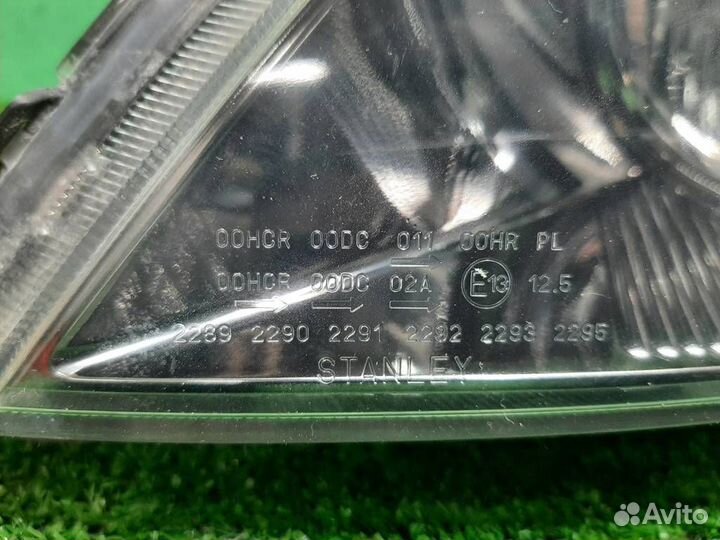 00HCR 00DC 011 00HR PL
00HCR 00DC 02A E13 12.5
2289 2290 2291 2292 2293 2295
STANLEY
Avito